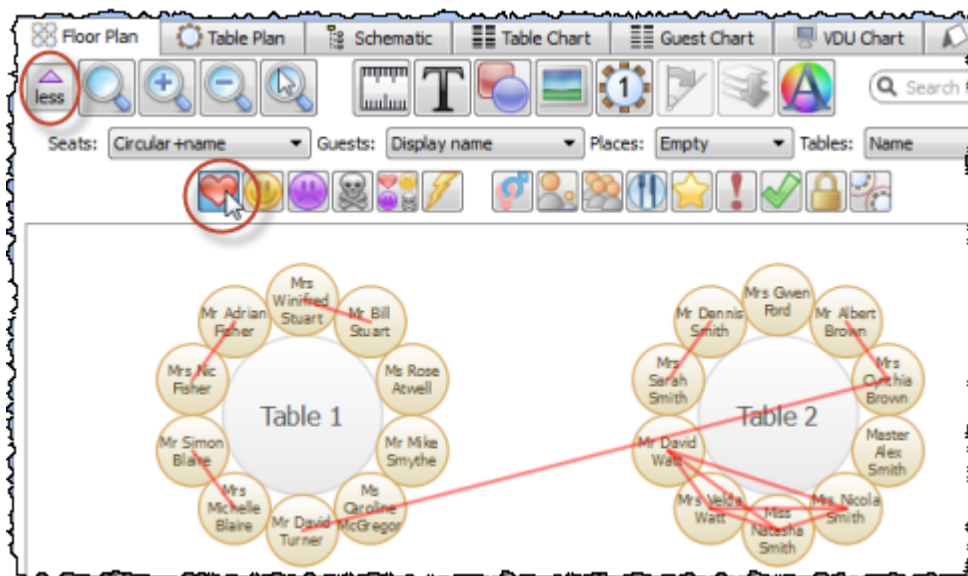 Floor Plan
Table Plan
Schematic
Table Chart
Guest Chart
VDU Chart
less
T
1
A
Search
Seats:
Circular +name
Guests:
Display name
Places:
Empty
Tables:
Name
Mrs
Winifred
Stuart
Mr Adrian
Fisher
Mr Bill
Stuart
Mrs Nic
Fisher
Ms Rose
Atwell
Table 1
Mr Simon
Blaire
Mr Mike
Smythe
Mrs
Michelle
Blaire
Ms
Caroline
McGregor
Mr David
Turner
Mrs Gwen
Ford
Mr Dennis
Smith
Mr Albert
Brown
Mrs
Sarah
Smith
Mrs
Cynthia
Brown
Table 2
Mr David
Watt
Master
Alex
Smith
Mrs Velda
Watt
Mrs Nicola
Smith
Miss
Natasha
Smith